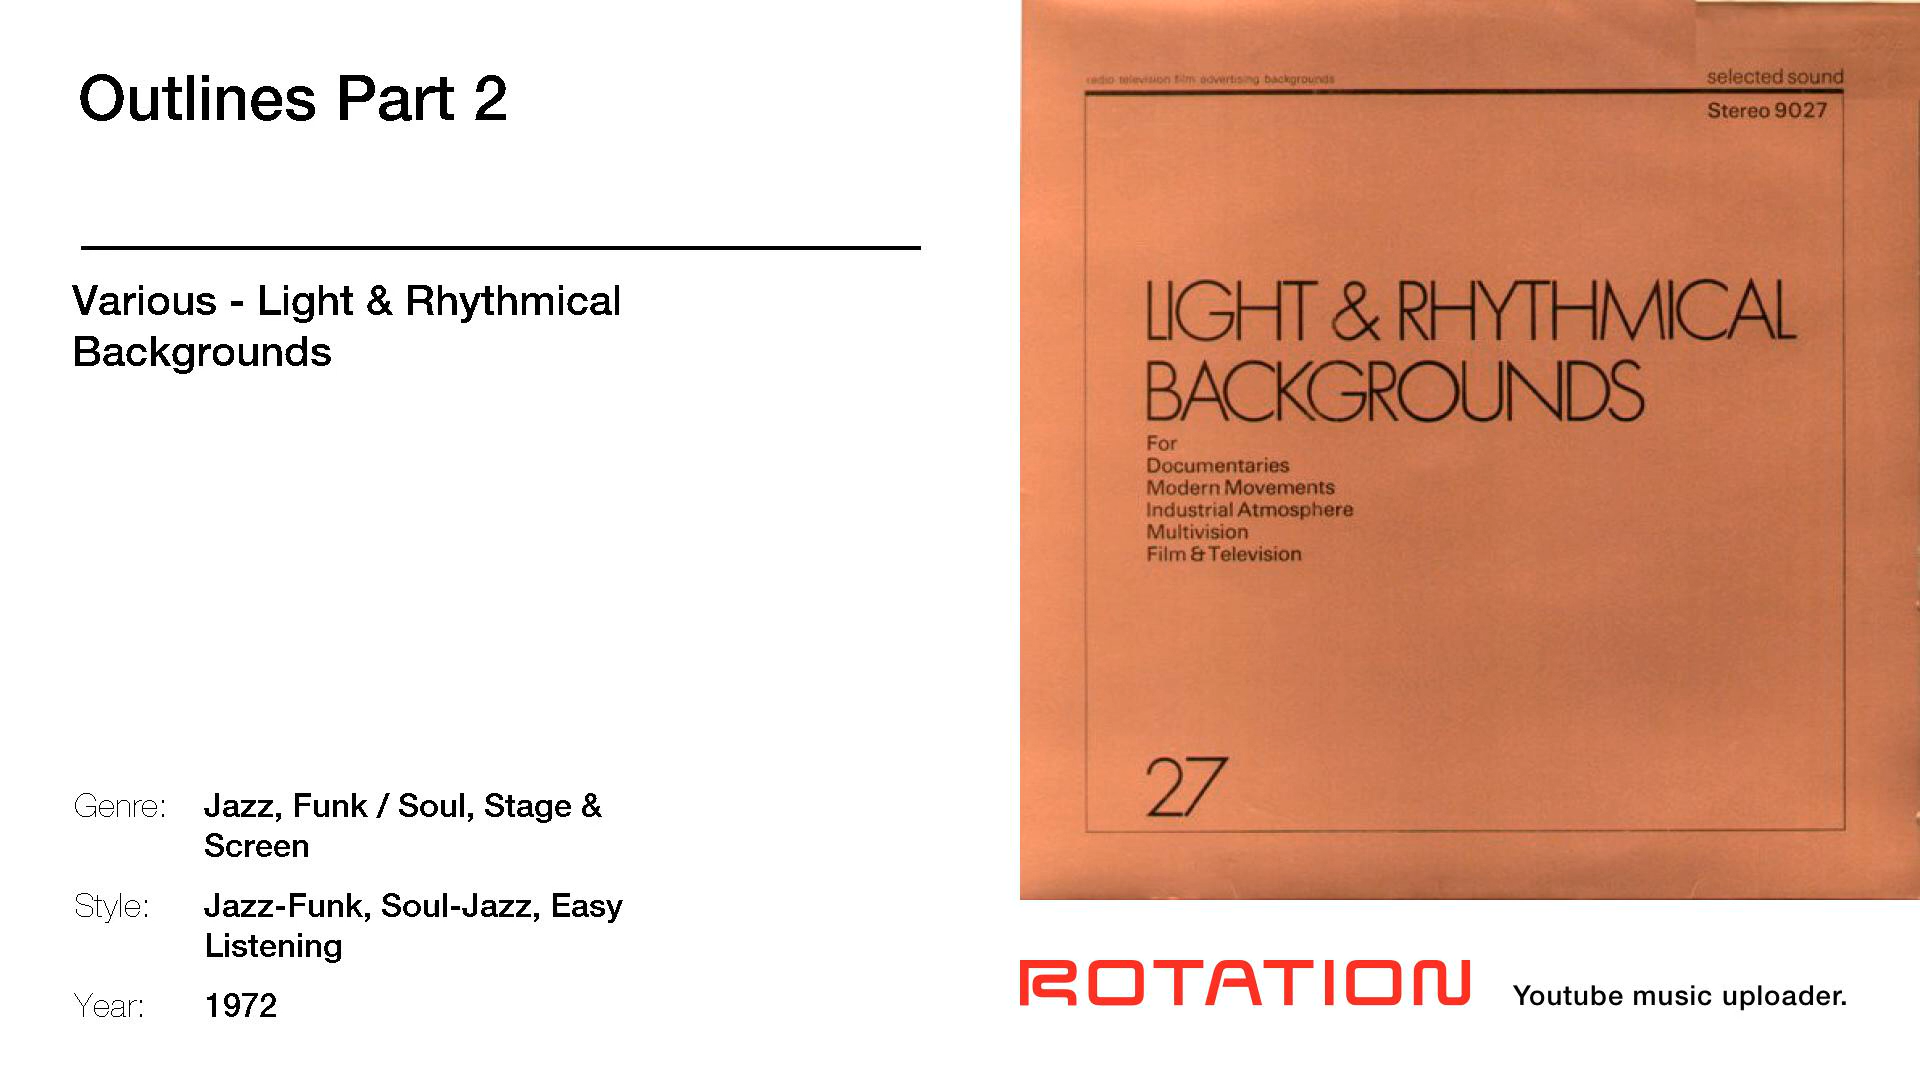 Outlines Part 2
Various - Light & Rhythmical
Backgrounds
Genre: Jazz, Funk / Soul, Stage &
Screen
Style: Jazz-Funk, Soul-Jazz, Easy
Listening
Year: 1972
radio television film advertising backgrounds
selected sound
Stereo 9027
LIGHT & RHYTHMICAL
BACKGROUNDS
For
Documentaries
Modern Movements
Industrial Atmosphere
Multivision
Film & Television
27
ROTATION
Youtube music uploader.